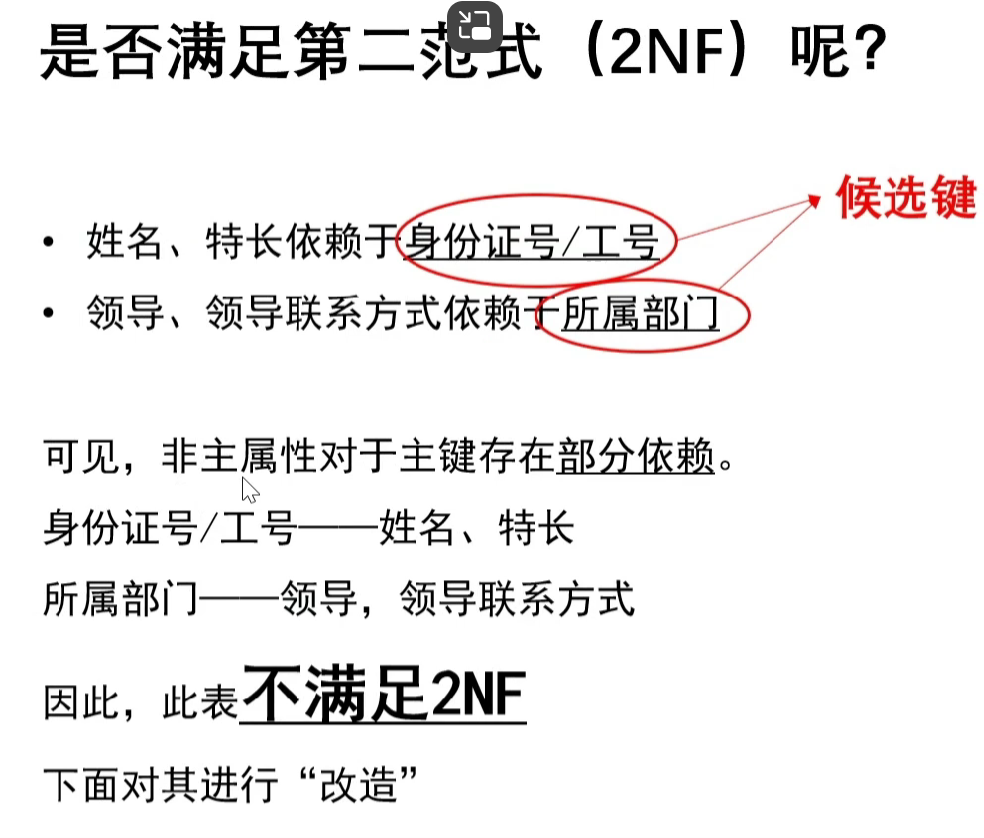 是否满足第二范式（2NF）呢？
候选键
• 姓名、特长依赖于身份证号/工号
• 领导、领导联系方式依赖于所属部门
可见，非主属性对于主键存在部分依赖。
身份证号/工号——姓名、特长
所属部门——领导，领导联系方式
因此，此表不满足2NF
下面对其进行“改造”